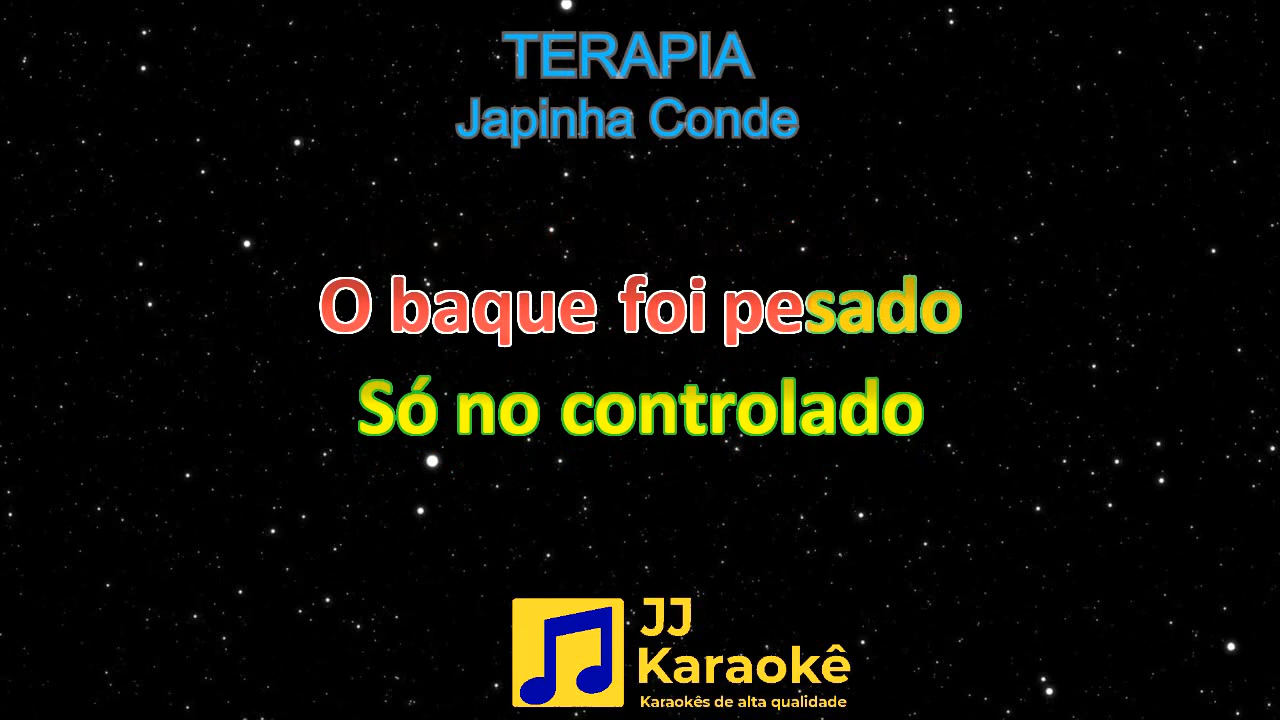 TERAPIA
Japinha Conde
O baque foi pesado
Só no controlado
JJ
Karaokê
Karaokês de alta qualidade